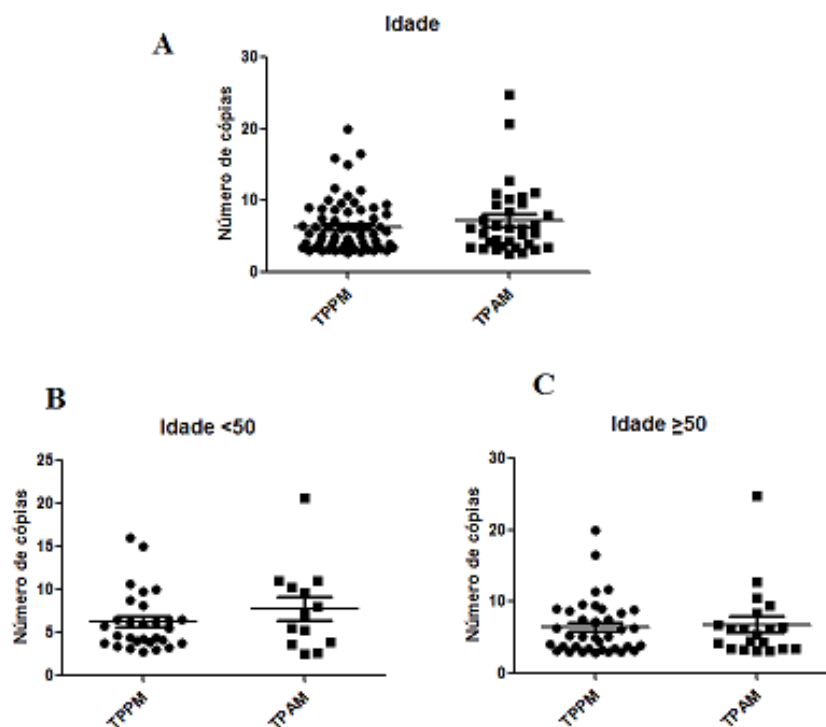 A
Idade
Número de cópias
30
20
10
0
TPPM
TPAM
B
Idade <50
Número de cópias
25
20
15
10
5
0
TPPM
TPAM
C
Idade ≥50
Número de cópias
30
20
10
0
TPPM
TPAM